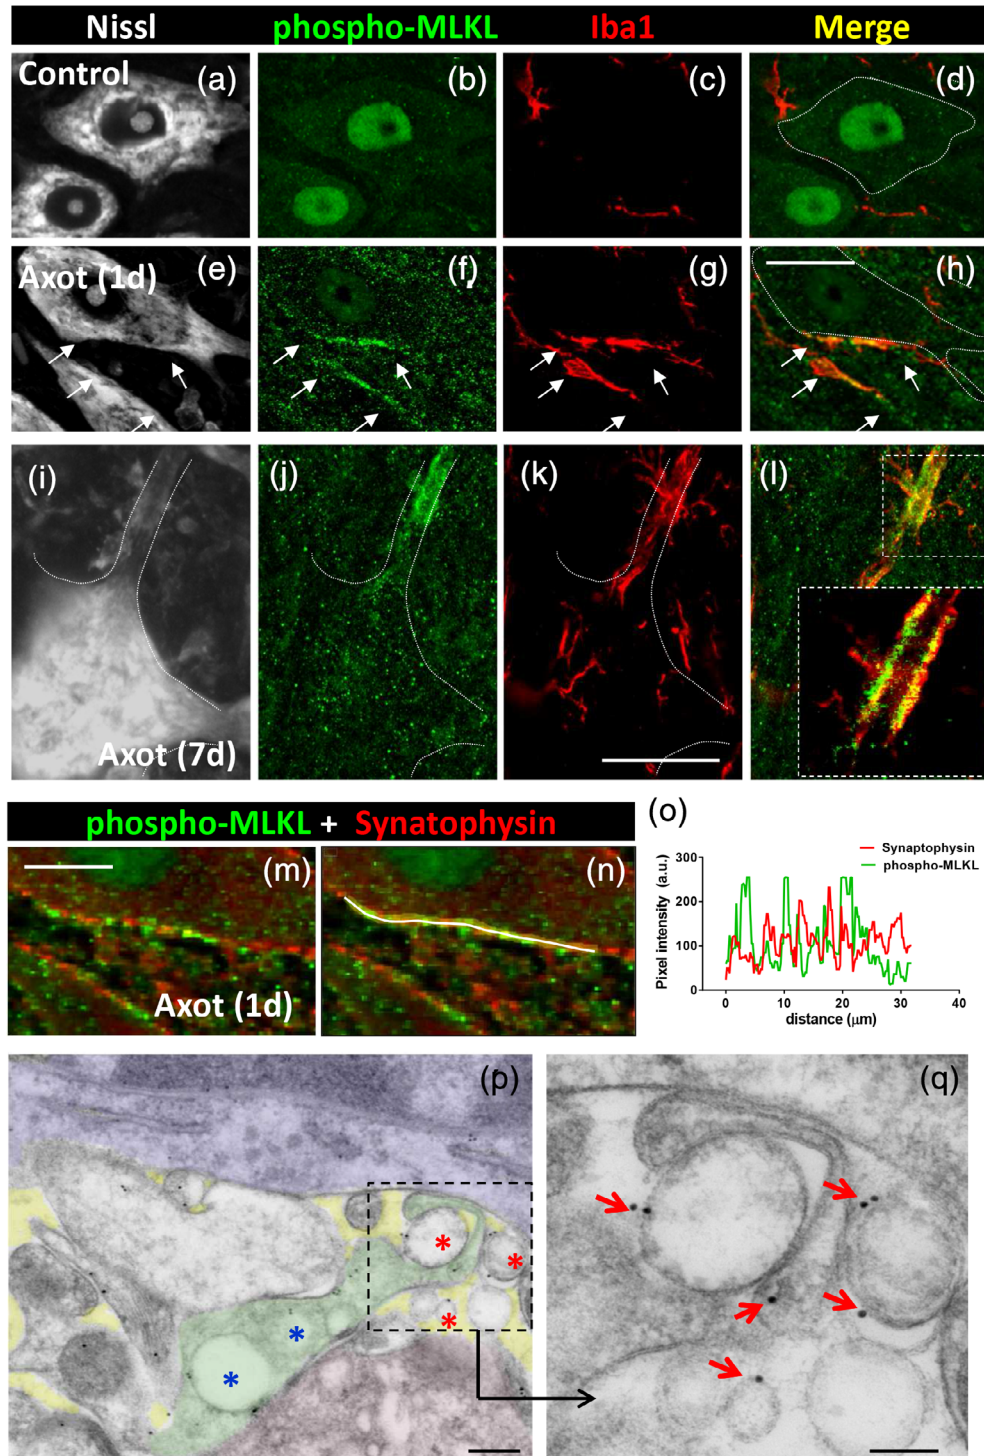 Nissl phospho-MLKL Iba1 Merge
Control (a) (b) (c) (d)
Axot (1d) (e) (f) (g) (h)
(i) (j) (k) (l)
Axot (7d)
phospho-MLKL + Synatophysin
(m) (n)
Axot (1d)
(o)
Synaptophysin
phospho-MLKL
Pixel intensity (a.u.)
300
200
100
0
0 10 20 30 40
distance (μm)
(p) (q)
* * *
* *